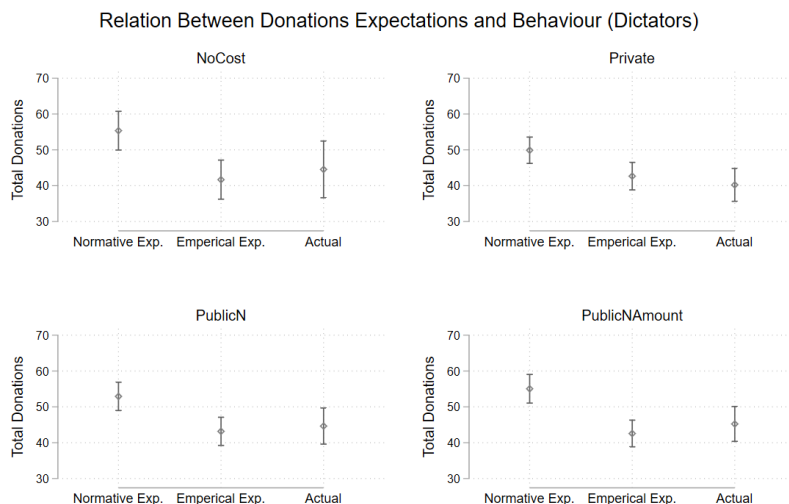 Relation Between Donations Expectations and Behaviour (Dictators)
NoCost
Total Donations
70
60
50
40
30
Normative Exp. Emperical Exp. Actual
Private
Total Donations
70
60
50
40
30
Normative Exp. Emperical Exp. Actual
PublicN
Total Donations
70
60
50
40
30
Normative Exp. Emperical Exp. Actual
PublicNAmount
Total Donations
70
60
50
40
30
Normative Exp. Emperical Exp. Actual